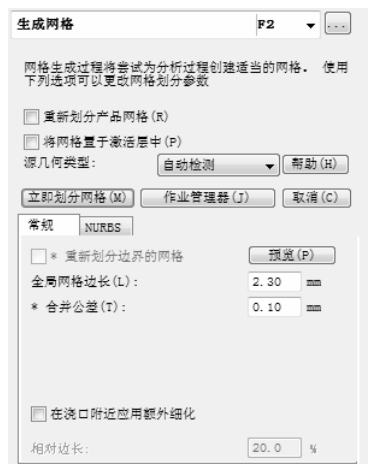 生成网格 F2 ...
网格生成过程将尝试为分析过程创建适当的网格. 使用
下列选项可以更改网格划分参数
重新划分产品网格(R)
将网格置于激活层中(P)
源几何类型: 自动检测 帮助(H)
立即划分网格(M) 作业管理器(J) 取消(C)
常规 NURBS
* 重新划分边界的网格 预览(P)
全局网格边长(L): 2.30 mm
* 合并公差(T): 0.10 mm
在浇口附近应用额外细化
相对边长: 20.0 %